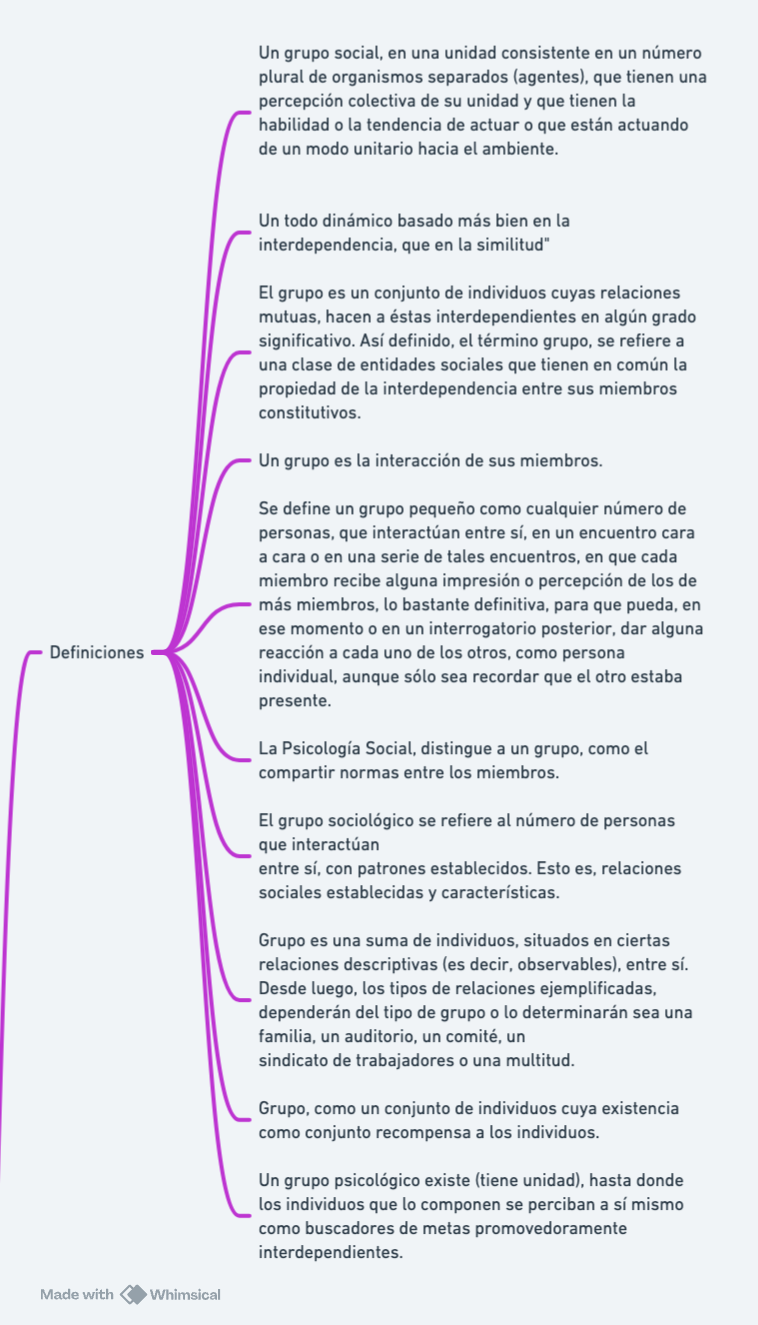 Un grupo social, en una unidad consistente en un número
plural de organismos separados (agentes), que tienen una
percepción colectiva de su unidad y que tienen la
habilidad o la tendencia de actuar o que están actuando
de un modo unitario hacia el ambiente.
Un todo dinámico basado más bien en la
interdependencia, que en la similitud"
El grupo es un conjunto de individuos cuyas relaciones
mutuas, hacen a éstas interdependientes en algún grado
significativo. Así definido, el término grupo, se refiere a
una clase de entidades sociales que tienen en común la
propiedad de la interdependencia entre sus miembros
constitutivos.
Un grupo es la interacción de sus miembros.
Se define un grupo pequeño como cualquier número de
personas, que interactúan entre sí, en un encuentro cara
a cara o en una serie de tales encuentros, en que cada
miembro recibe alguna impresión o percepción de los de
más miembros, lo bastante definitiva, para que pueda, en
ese momento o en un interrogatorio posterior, dar alguna
reacción a cada uno de los otros, como persona
individual, aunque sólo sea recordar que el otro estaba
presente.
Definiciones
La Psicología Social, distingue a un grupo, como el
compartir normas entre los miembros.
El grupo sociológico se refiere al número de personas
que interactúan
entre sí, con patrones establecidos. Esto es, relaciones
sociales establecidas y características.
Grupo es una suma de individuos, situados en ciertas
relaciones descriptivas (es decir, observables), entre sí.
Desde luego, los tipos de relaciones ejemplificadas,
dependerán del tipo de grupo o lo determinarán sea una
familia, un auditorio, un comité, un
sindicato de trabajadores o una multitud.
Grupo, como un conjunto de individuos cuya existencia
como conjunto recompensa a los individuos.
Un grupo psicológico existe (tiene unidad), hasta donde
los individuos que lo componen se perciban a sí mismo
como buscadores de metas promovedoramente
interdependientes.
Made with Whimsical